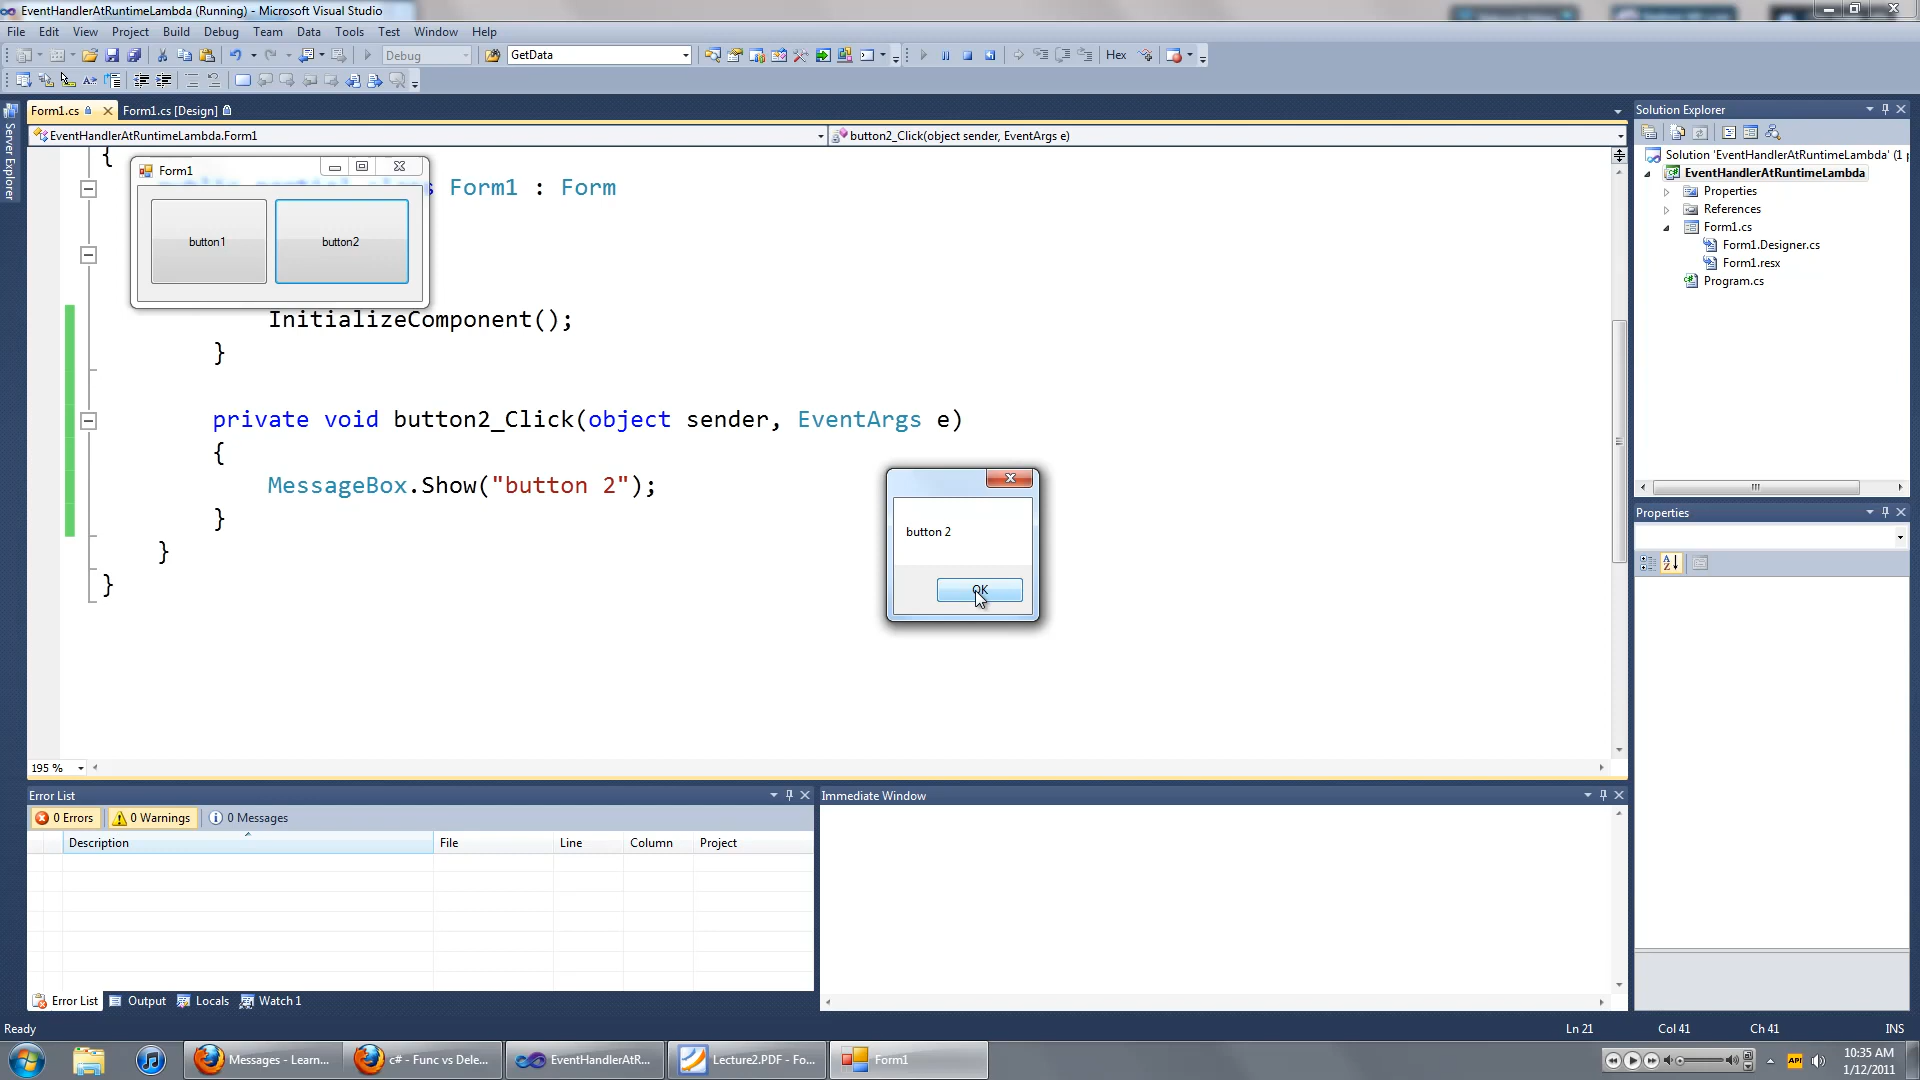 EventHandlerAtRuntimeLambda (Running) - Microsoft Visual Studio
File Edit View Project Build Debug Team Data Tools Test Window Help
Debug GetData Hex
Form1.cs Form1.cs [Design]
EventHandlerAtRuntimeLambda.Form1 button2_Click(object sender, EventArgs e)
Server Explorer
{
Form1
Form1 : Form
button1 button2
InitializeComponent();
}
private void button2_Click(object sender, EventArgs e)
{
MessageBox.Show("button 2");
}
}
}
button 2
OK
195 %
Solution Explorer
Solution 'EventHandlerAtRuntimeLambda' (1 p
EventHandlerAtRuntimeLambda
Properties
References
Form1.cs
Form1.Designer.cs
Form1.resx
Program.cs
Properties
Error List
0 Errors 0 Warnings 0 Messages
Description File Line Column Project
Error List Output Locals Watch 1
Immediate Window
Ready Ln 21 Col 41 Ch 41 INS
Messages - Learn... c# - Func vs Dele... EventHandlerAtR... Lecture2.PDF - Fo... Form1
API
10:35 AM
1/12/2011